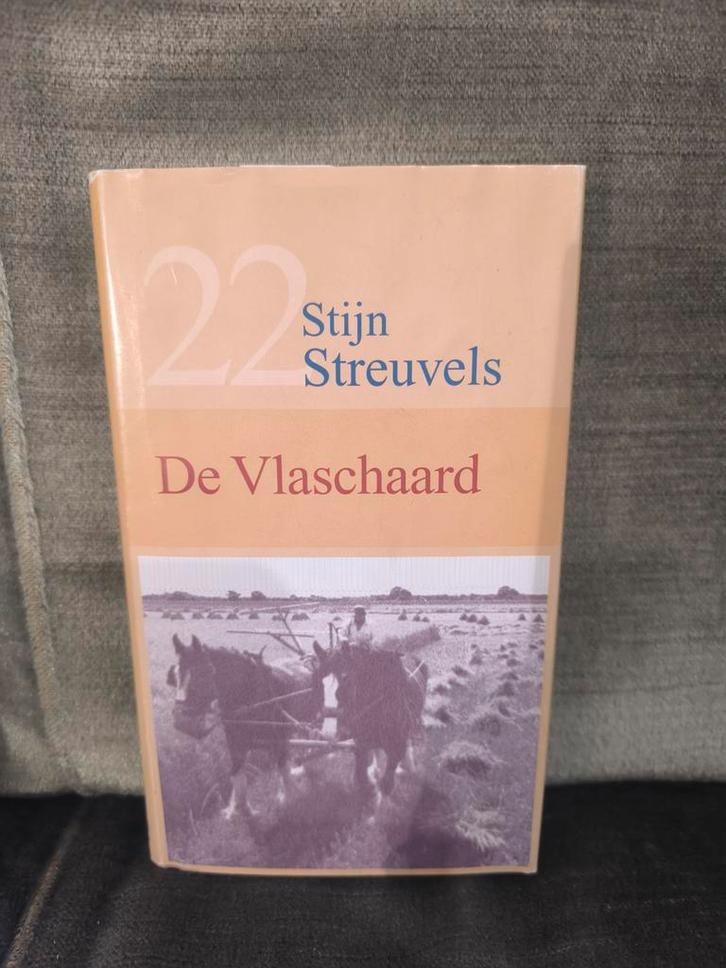 22
Stijn
Streuvels
De Vlaschaard